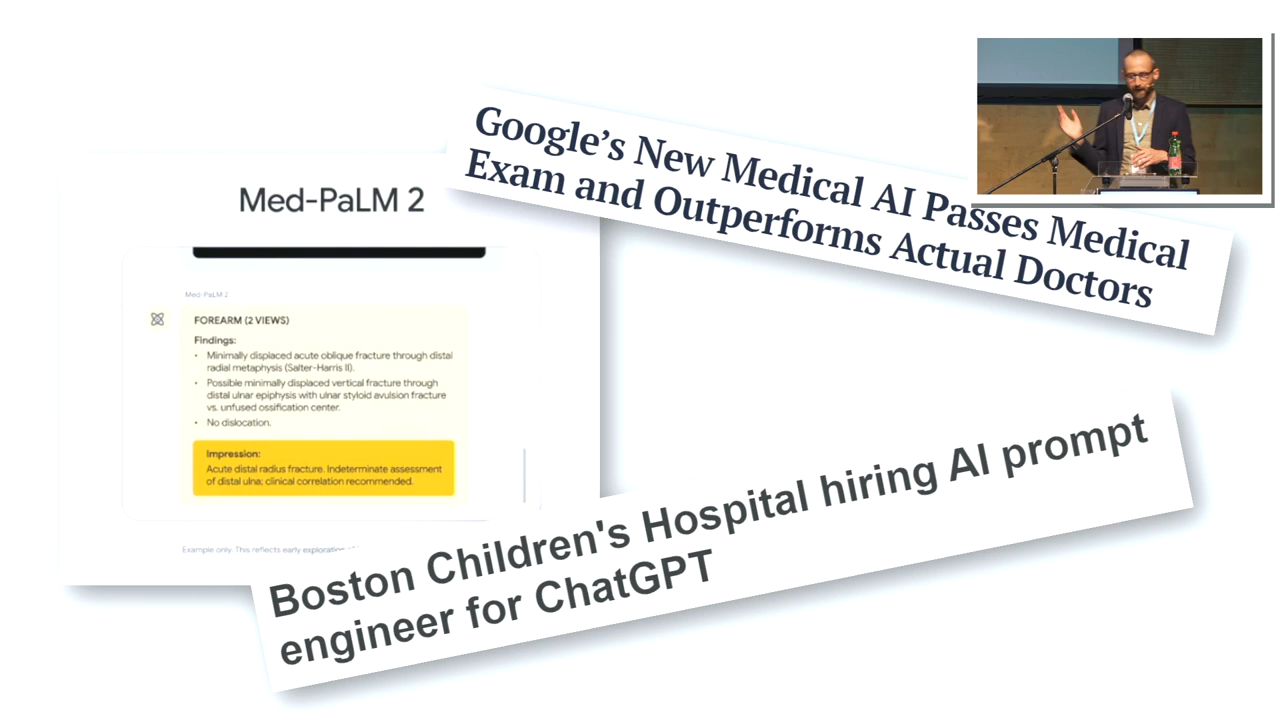 Google's New Medical AI Passes Medical
Exam and Outperforms Actual Doctors
Med-PaLM 2
Med-PaLM 2
FOREARM (2 VIEWS)
Findings:
• Minimally displaced acute oblique fracture through distal
radial metaphysis (Salter-Harris II).
• Possible minimally displaced vertical fracture through
distal ulnar epiphysis with ulnar styloid avulsion fracture
vs. unfused ossification center.
• No dislocation.
Impression:
Acute distal radius fracture. Indeterminate assessment
of distal ulna; clinical correlation recommended.
Example only. This reflects early exploration
Boston Children's Hospital hiring AI prompt
engineer for ChatGPT